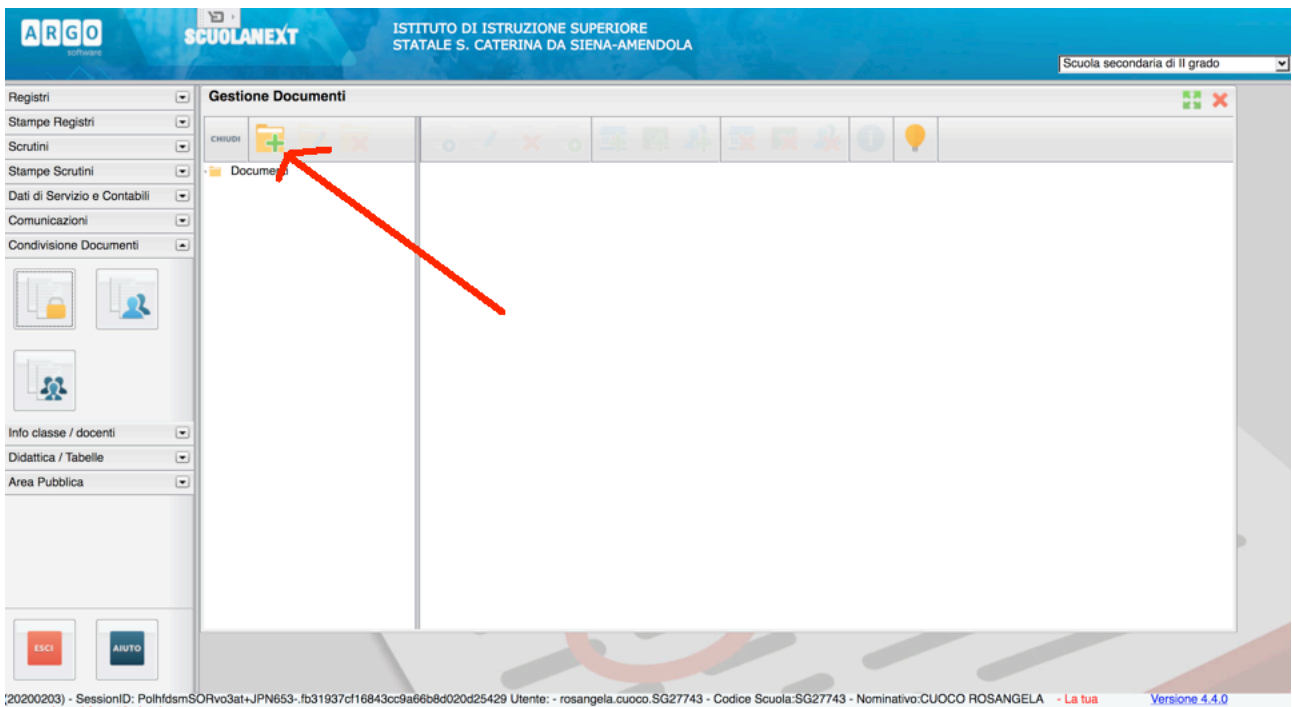 ARGO
software
SCUOLANEXT
ISTITUTO DI ISTRUZIONE SUPERIORE
STATALE S. CATERINA DA SIENA-AMENDOLA
Scuola secondaria di II grado
Registri
Stampe Registri
Scrutini
Stampe Scrutini
Dati di Servizio e Contabili
Comunicazioni
Condivisione Documenti
Info classe / docenti
Didattica / Tabelle
Area Pubblica
ESCI
AIUTO
Gestione Documenti
CHIUDI
Documenti
(20200203) - SessionID: PolhfdsmSORvo3at+JPN653-.fb31937cf16843cc9a66b8d020d25429 Utente: - rosangela.cuoco.SG27743 - Codice Scuola:SG27743 - Nominativo:CUOCO ROSANGELA - La tua Versione 4.4.0